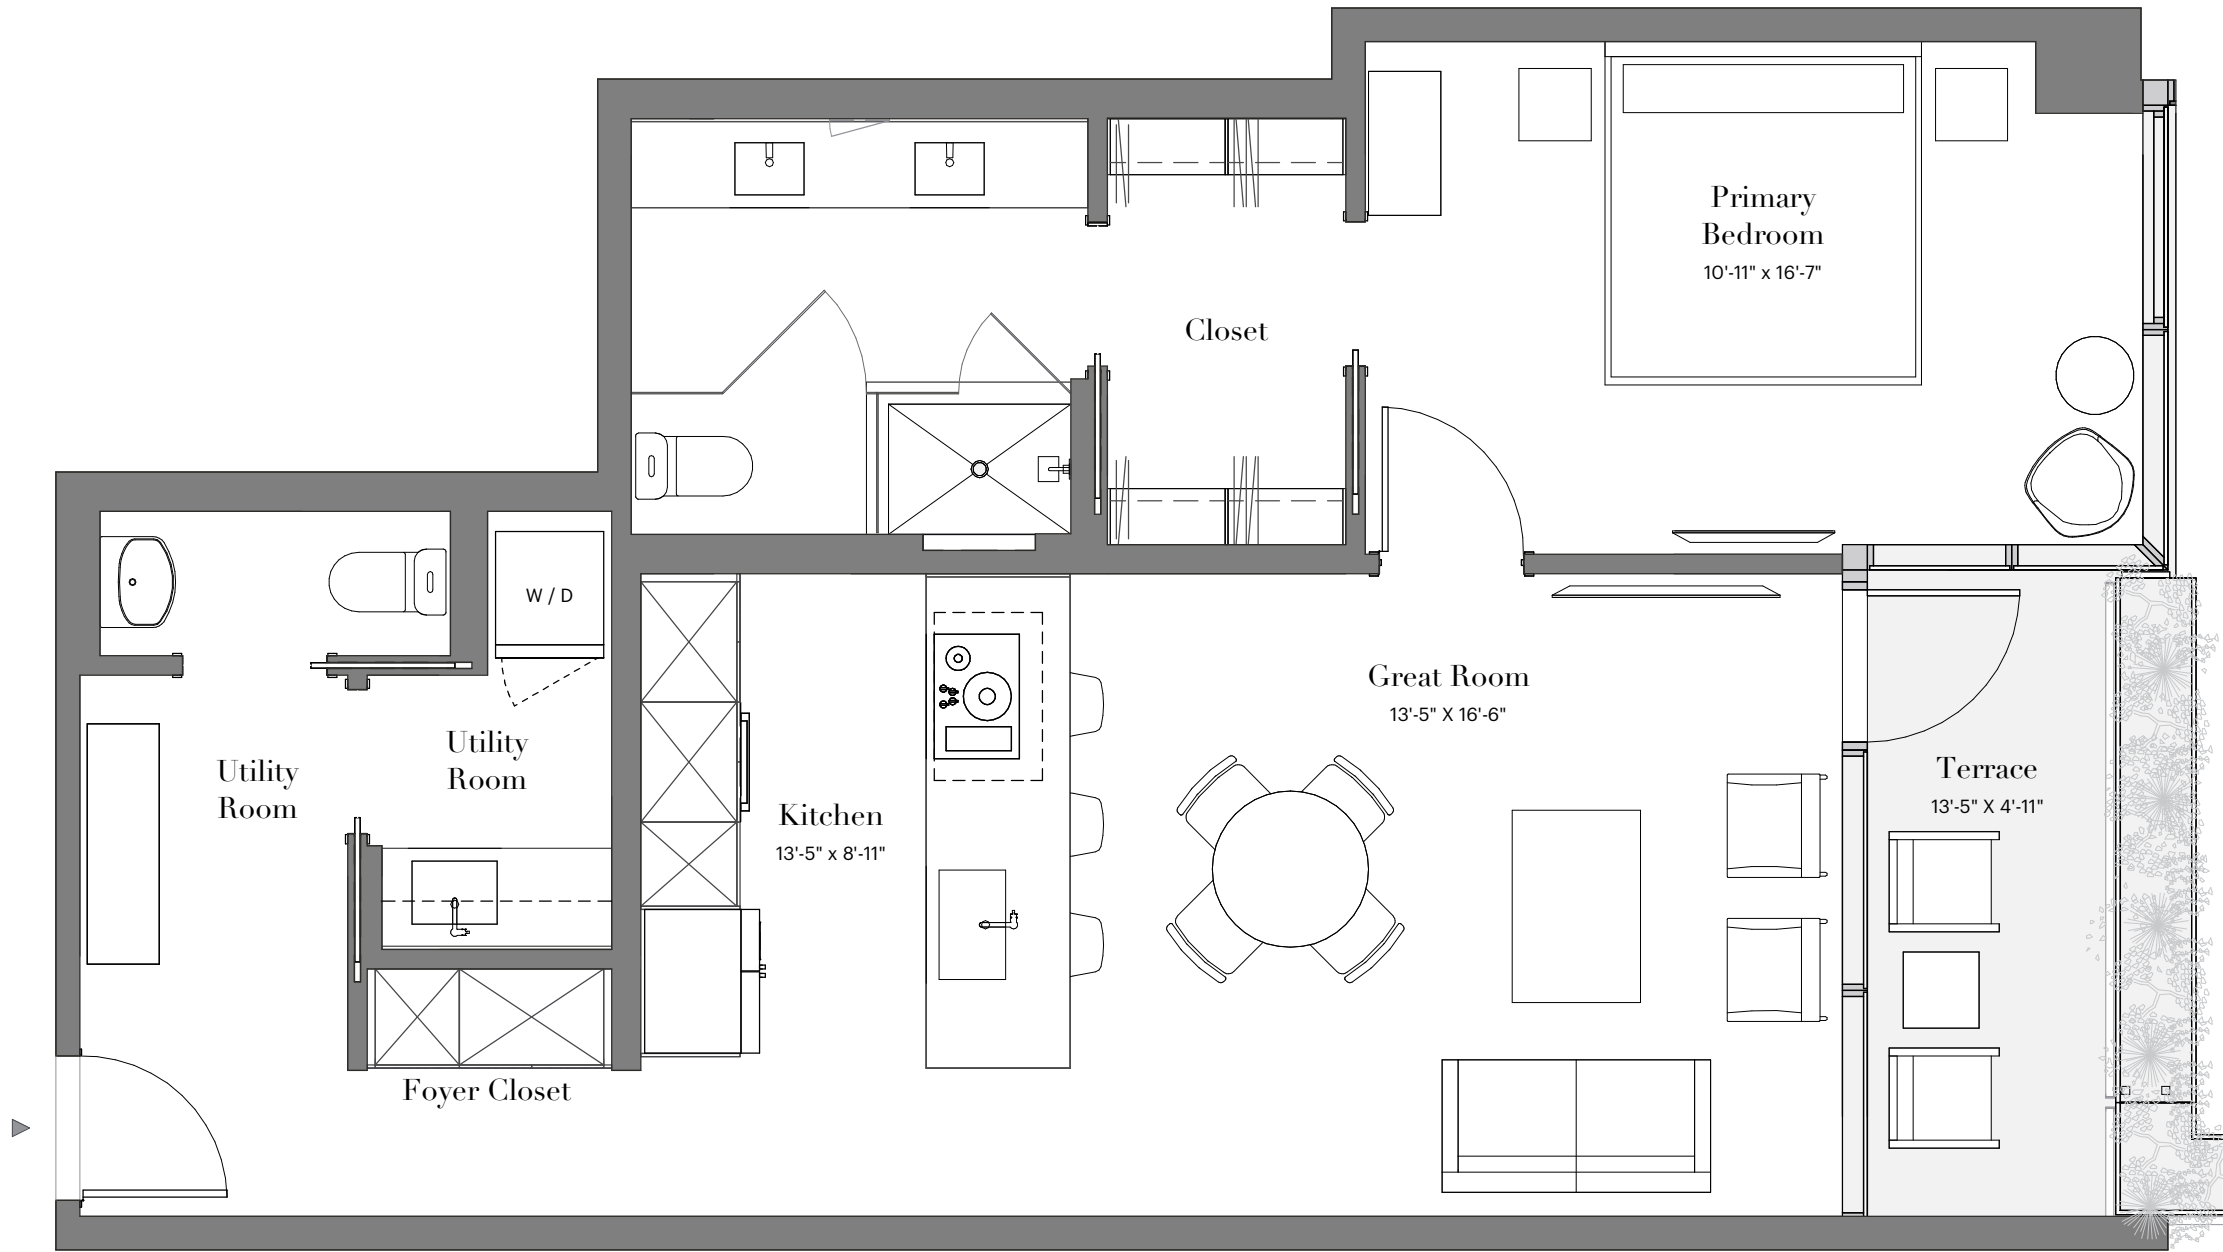 Primary
Bedroom
10'-11" x 16'-7"
Closet
W / D
Great Room
13'-5" X 16'-6"
Utility
Room
Utility
Room
Kitchen
13'-5" x 8'-11"
Terrace
13'-5" X 4'-11"
Foyer Closet